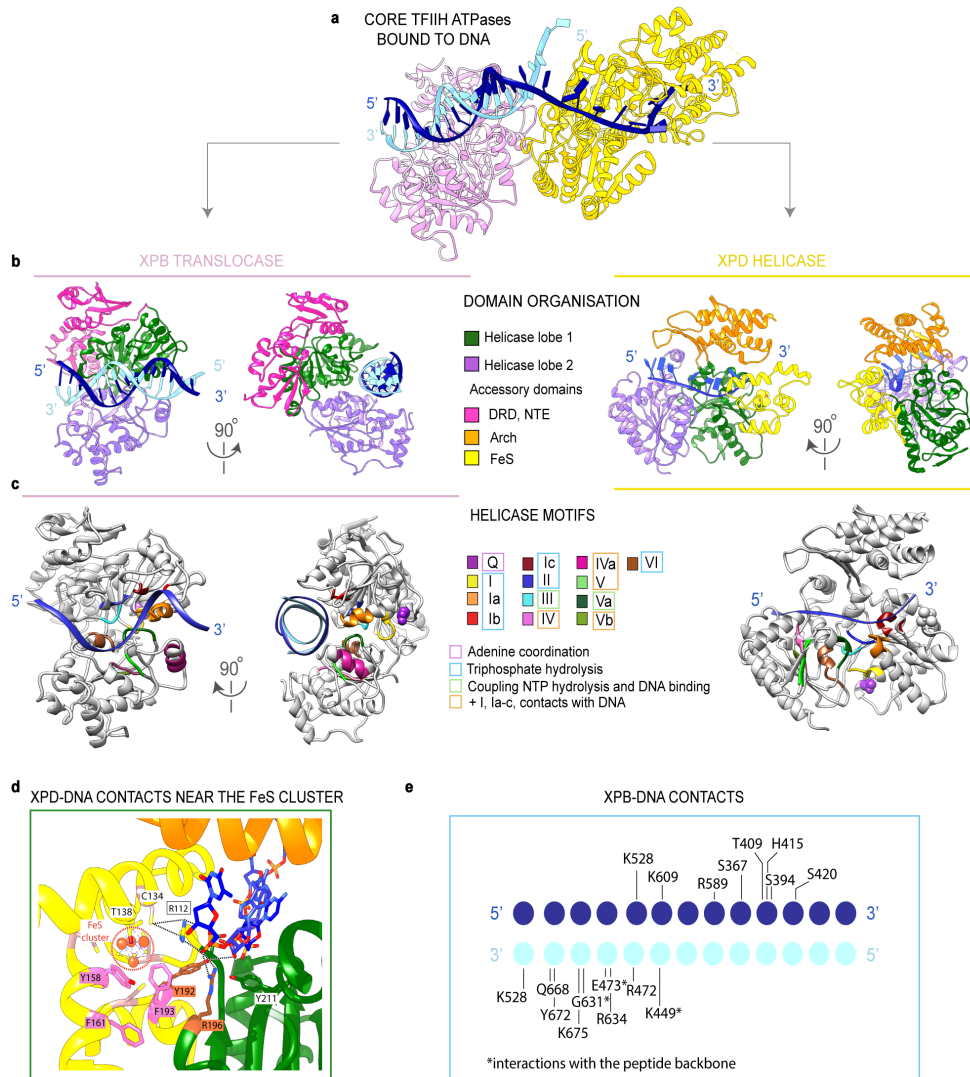 a
CORE TFIIH ATPases
BOUND TO DNA
5'
5'
3'
3'
b
XPB TRANSLOCASE
XPD HELICASE
DOMAIN ORGANISATION
Helicase lobe 1
Helicase lobe 2
Accessory domains
DRD, NTE
Arch
FeS
5'
3'
5'
3'
90°
5'
3'
90°
c
HELICASE MOTIFS
Q
I
Ia
Ib
Ic
II
III
IV
IVa
V
Va
Vb
VI
Adenine coordination
Triphosphate hydrolysis
Coupling NTP hydrolysis and DNA binding
+ I, Ia-c, contacts with DNA
5'
3'
90°
5'
3'
d
XPD-DNA CONTACTS NEAR THE FeS CLUSTER
C134
T138
R112
FeS
cluster
Y158
Y192
Y211
F193
F161
R196
e
XPB-DNA CONTACTS
T409 H415
K528
S367
S420
K609
R589
S394
5'
3'
3'
5'
K528
Q668
E473*
R472
Y672
G631*
K449*
K675
R634
*interactions with the peptide backbone